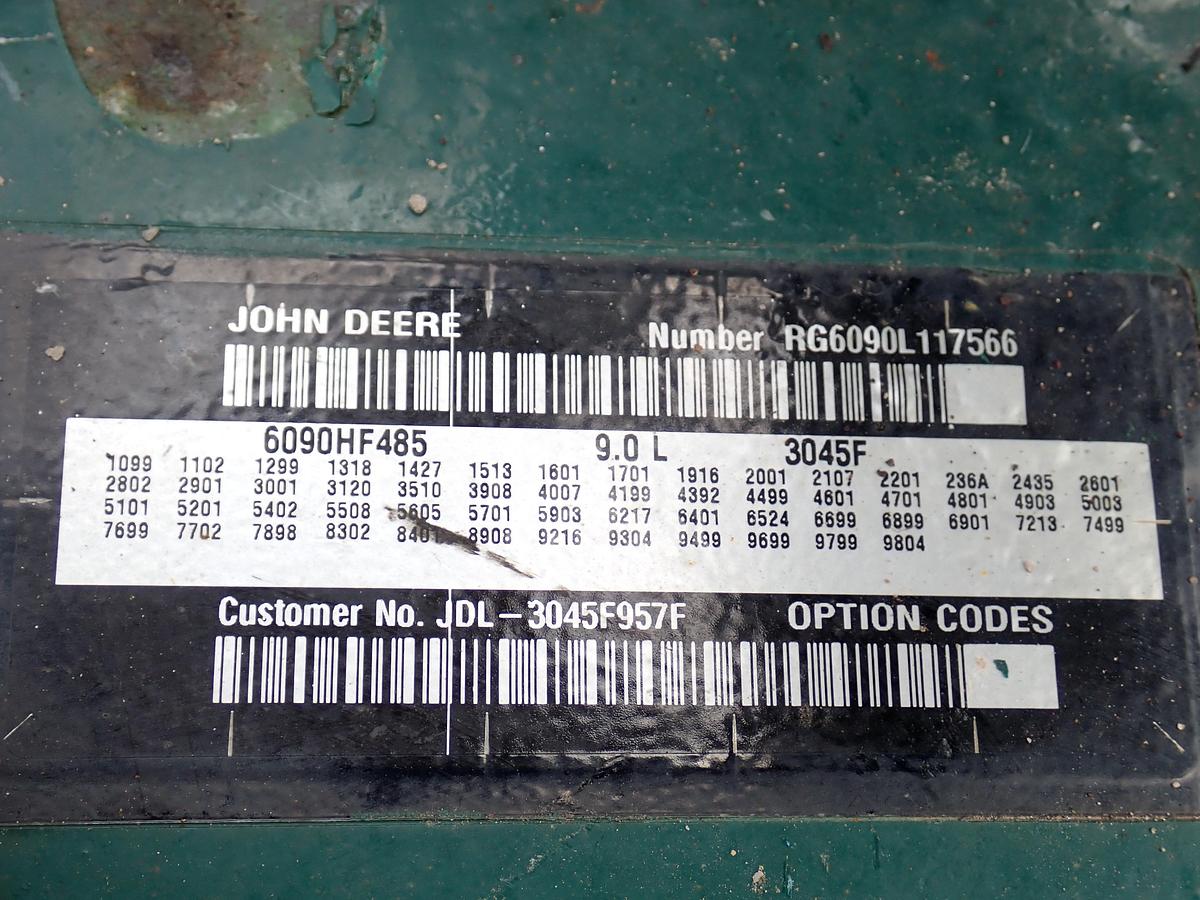 JOHN DEERE Number RG6090L117566
6090HF485 9.0 L 3045F
1099 1102 1299 1318 1427 1513 1601 1701 1916 2001 2107 2201 236A 2435 2601
2802 2901 3001 3120 3510 3908 4007 4199 4392 4499 4601 4701 4801 4903 5003
5101 5201 5402 5508 5605 5701 5903 6217 6401 6524 6699 6899 6901 7213 7499
7699 7702 7898 8302 8401 8908 9216 9304 9499 9699 9799 9804
Customer No. JDL-3045F957F OPTION CODES